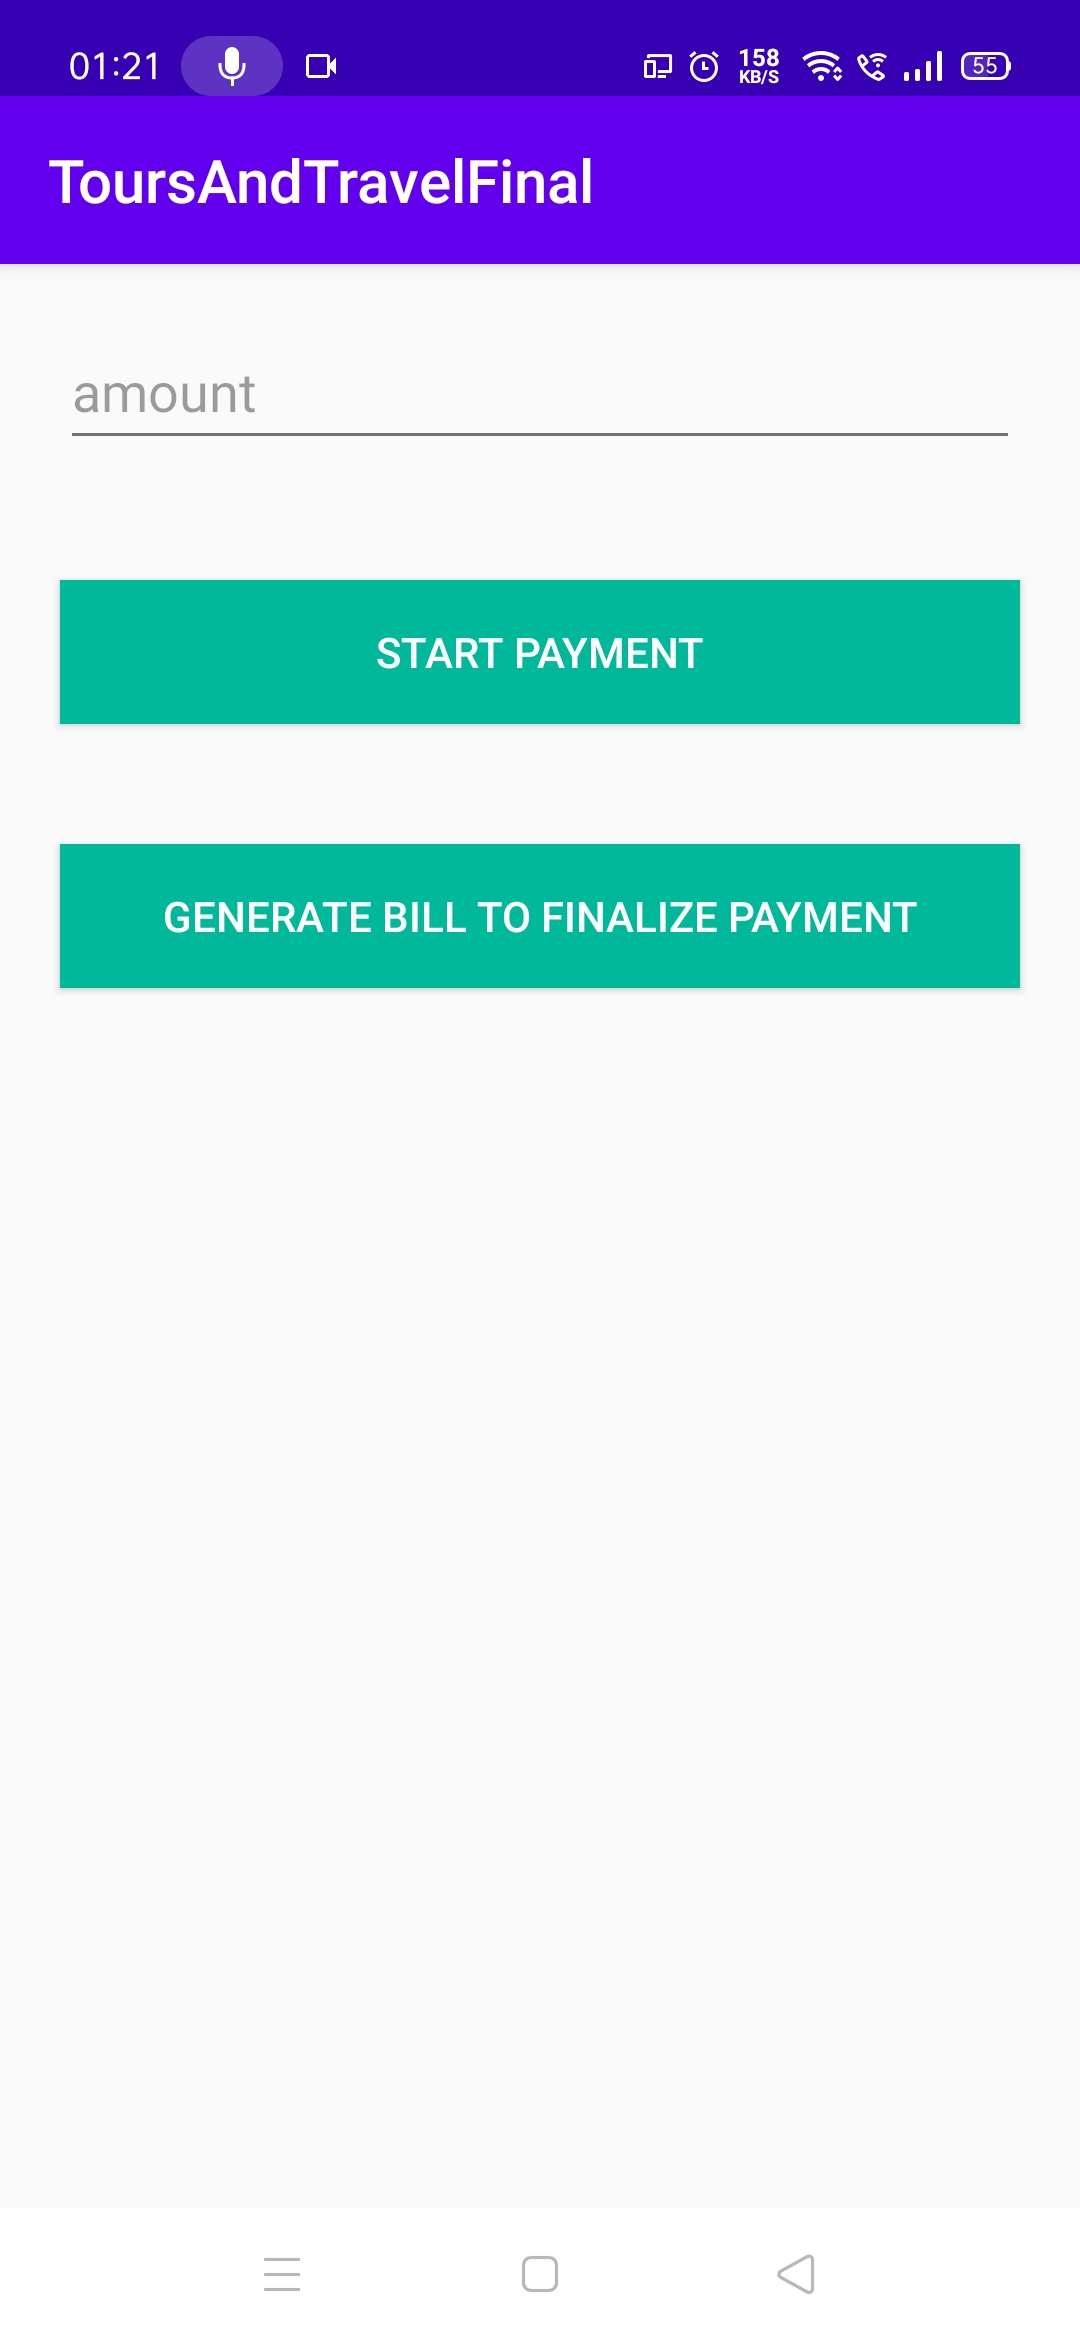 01:21
158
KB/S
55
ToursAndTravelFinal
amount
START PAYMENT
GENERATE BILL TO FINALIZE PAYMENT